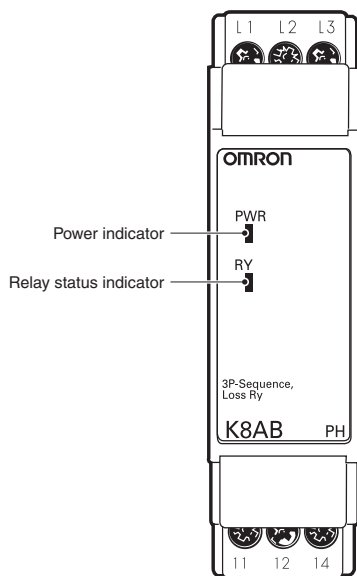 L1 L2 L3
OMRON
PWR
Power indicator
RY
Relay status indicator
3P-Sequence,
Loss Ry
K8AB PH
11 12 14